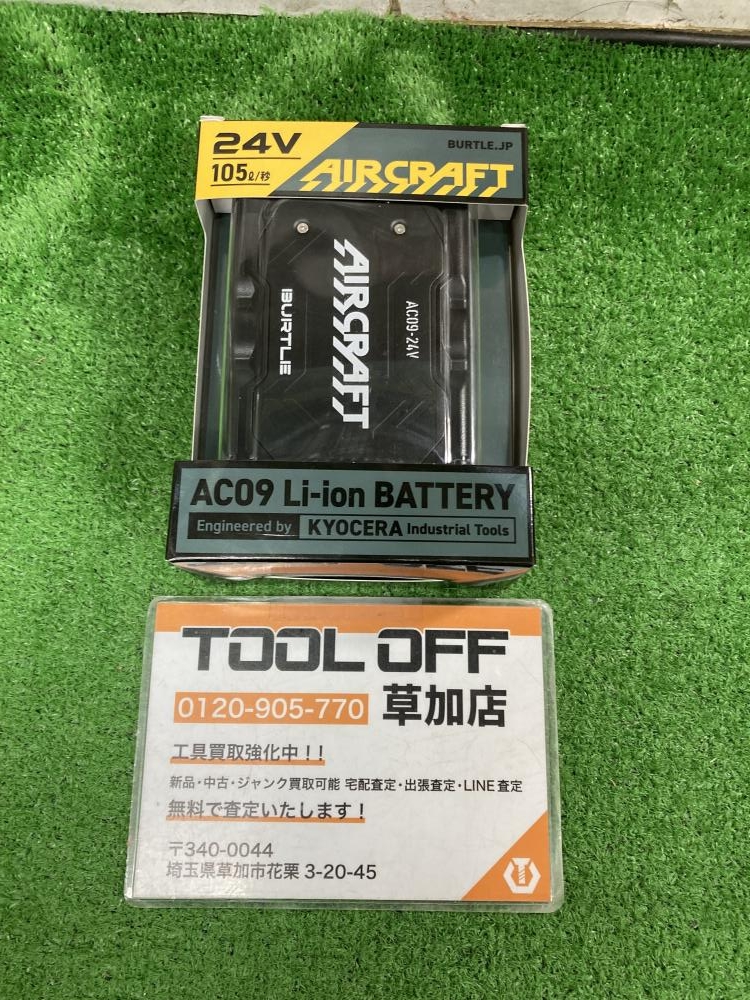 24V
BURTLE.JP
105ℓ/秒
AIRCRAFT
AIRCRAFT
BURTLE
AC09-24V
AC09 Li-ion BATTERY
Engineered by KYOCERA Industrial Tools
TOOL OFF
0120-905-770 草加店
工具買取強化中!!
新品・中古・ジャンク買取可能 宅配査定・出張査定・LINE査定
無料で査定いたします!
〒340-0044
埼玉県草加市花栗 3-20-45